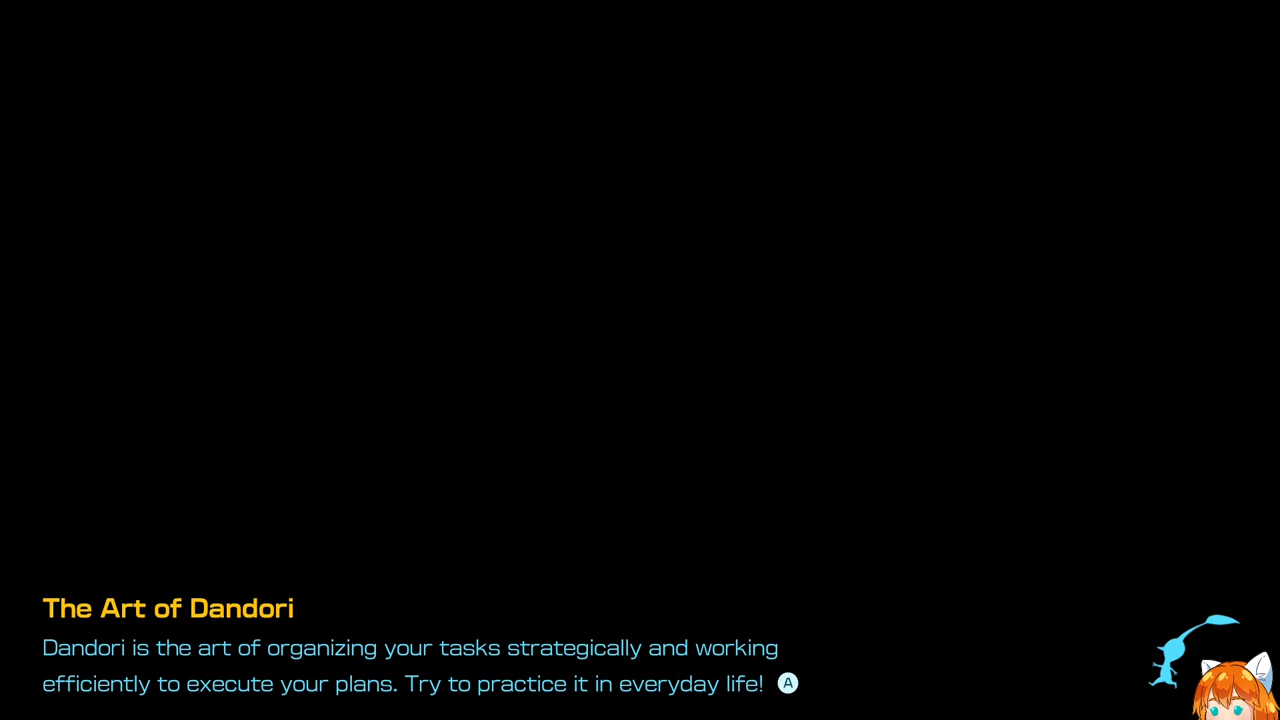 The Art of Dandori
Dandori is the art of organizing your tasks strategically and working
efficiently to execute your plans. Try to practice it in everyday life! A